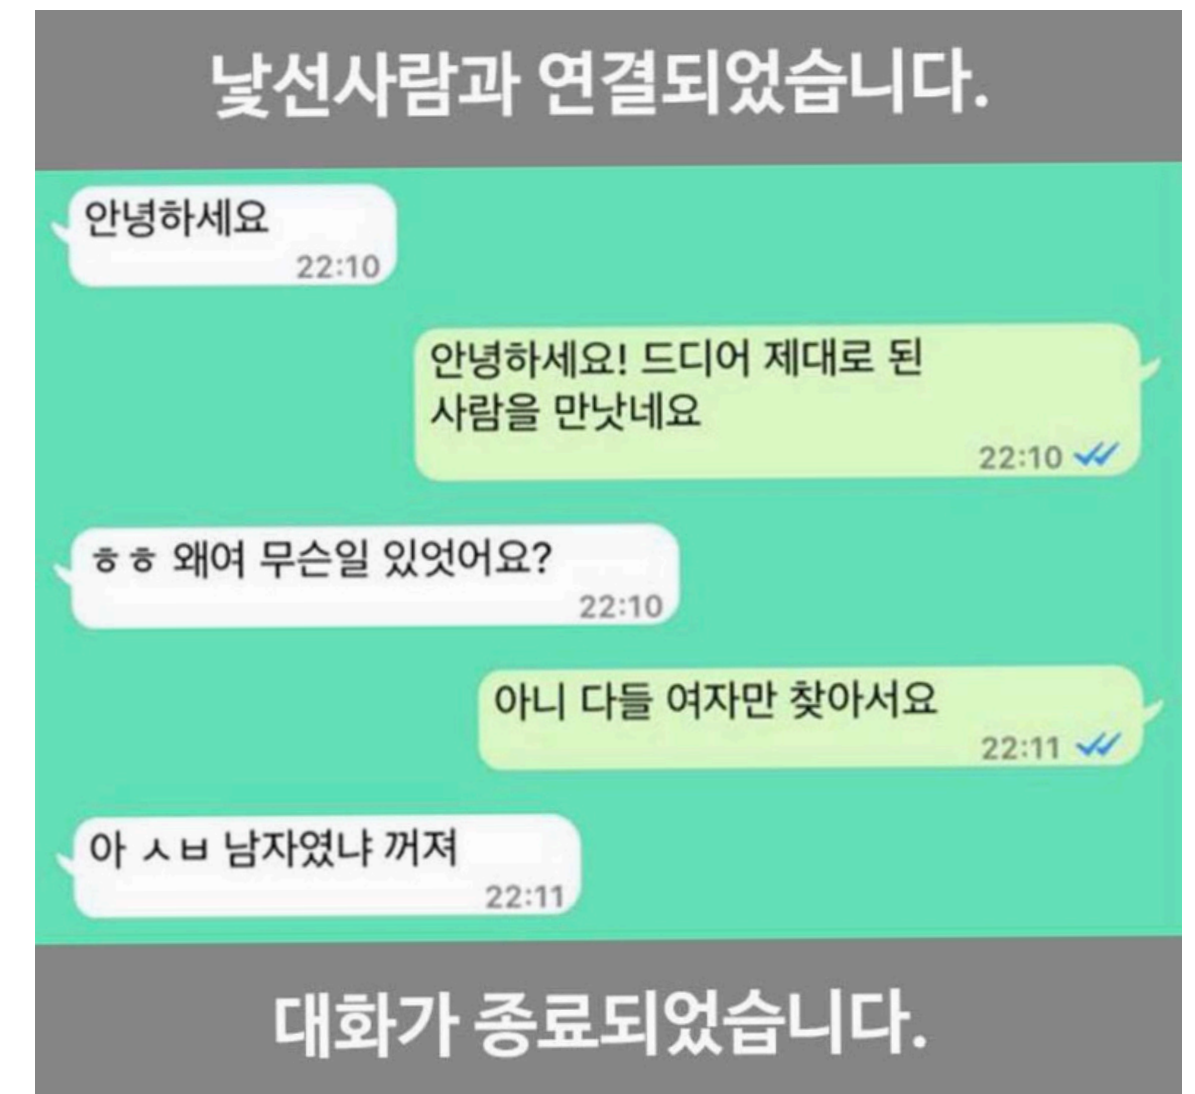 낯선사람과 연결되었습니다.
안녕하세요
22:10
안녕하세요! 드디어 제대로 된
사람을 만낫네요
22:10
ㅎㅎ 왜여 무슨일 있엇어요?
22:10
아니 다들 여자만 찾아서요
22:11
아 ㅅㅂ 남자였냐 꺼져
22:11
대화가 종료되었습니다.